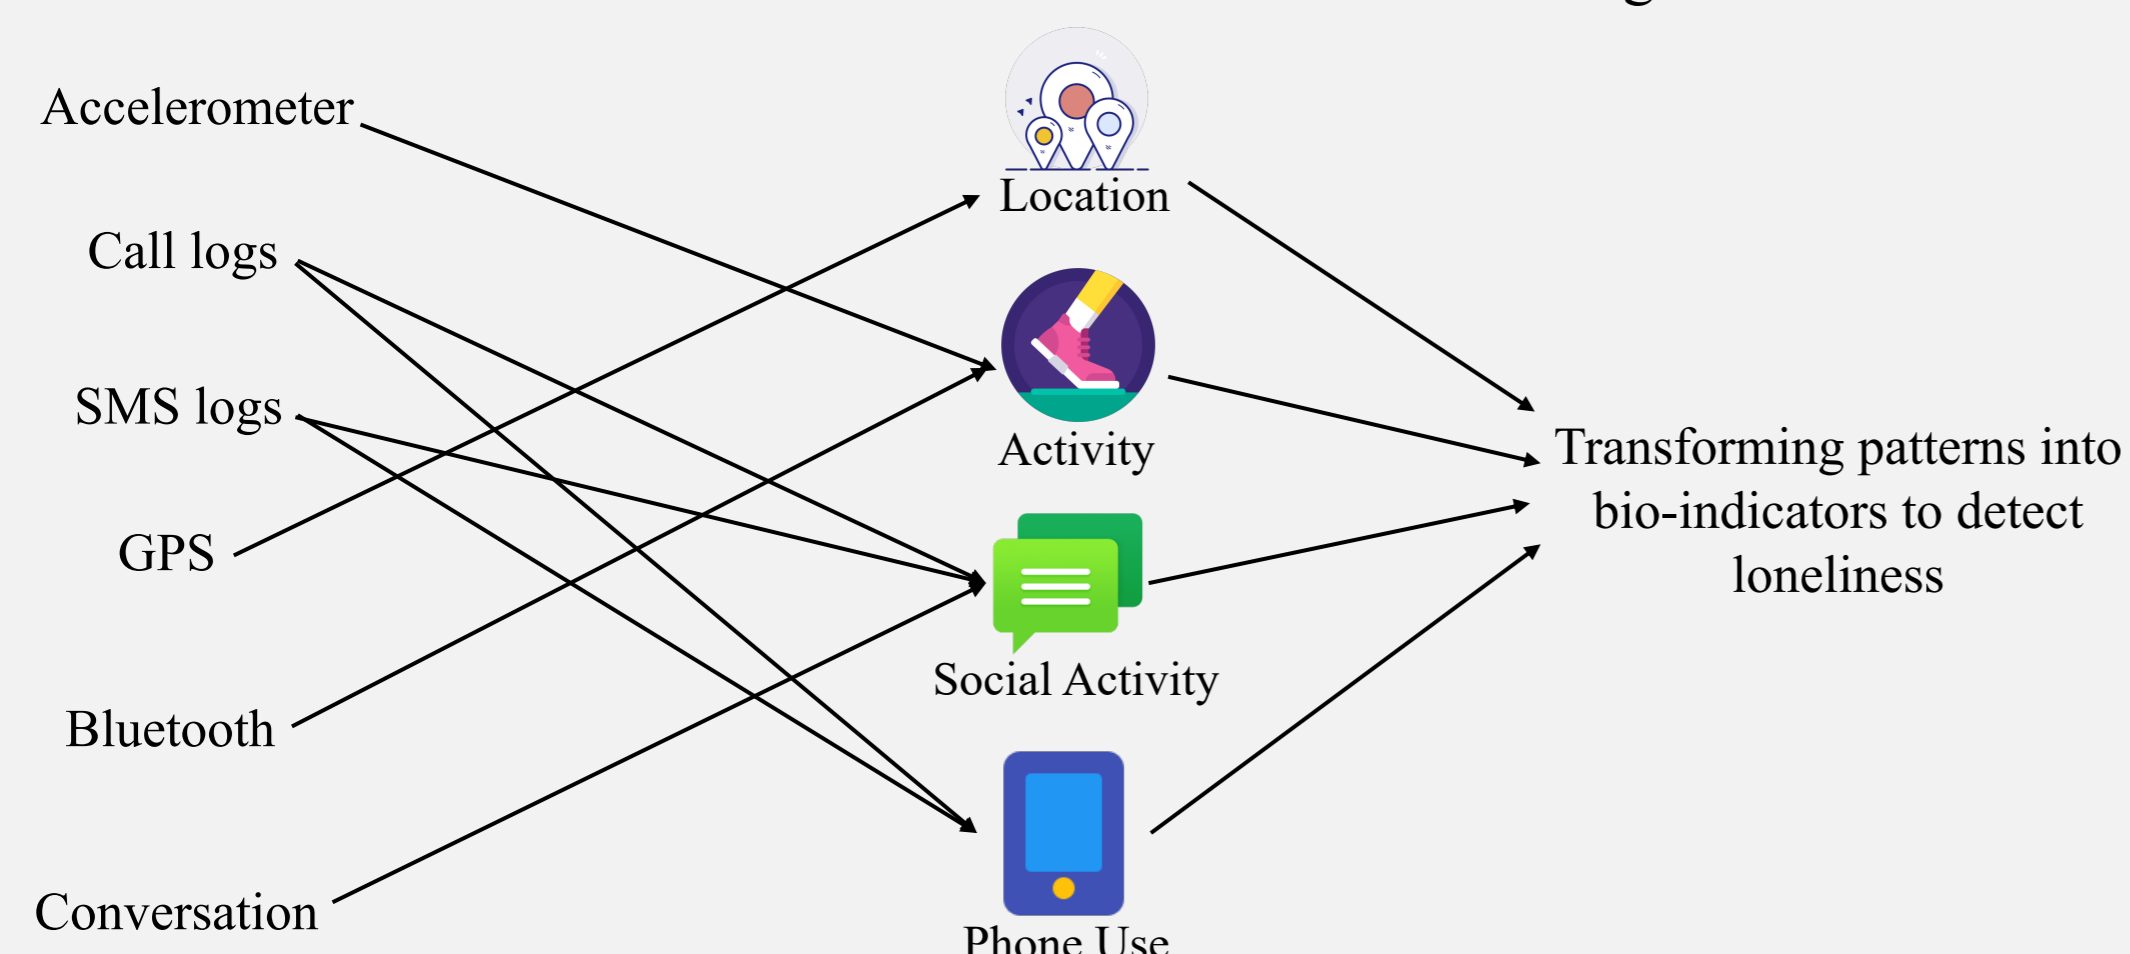 Accelerometer
Call logs
SMS logs
GPS
Bluetooth
Conversation
Location
Activity
Social Activity
Phone Use
Transforming patterns into
bio-indicators to detect
loneliness